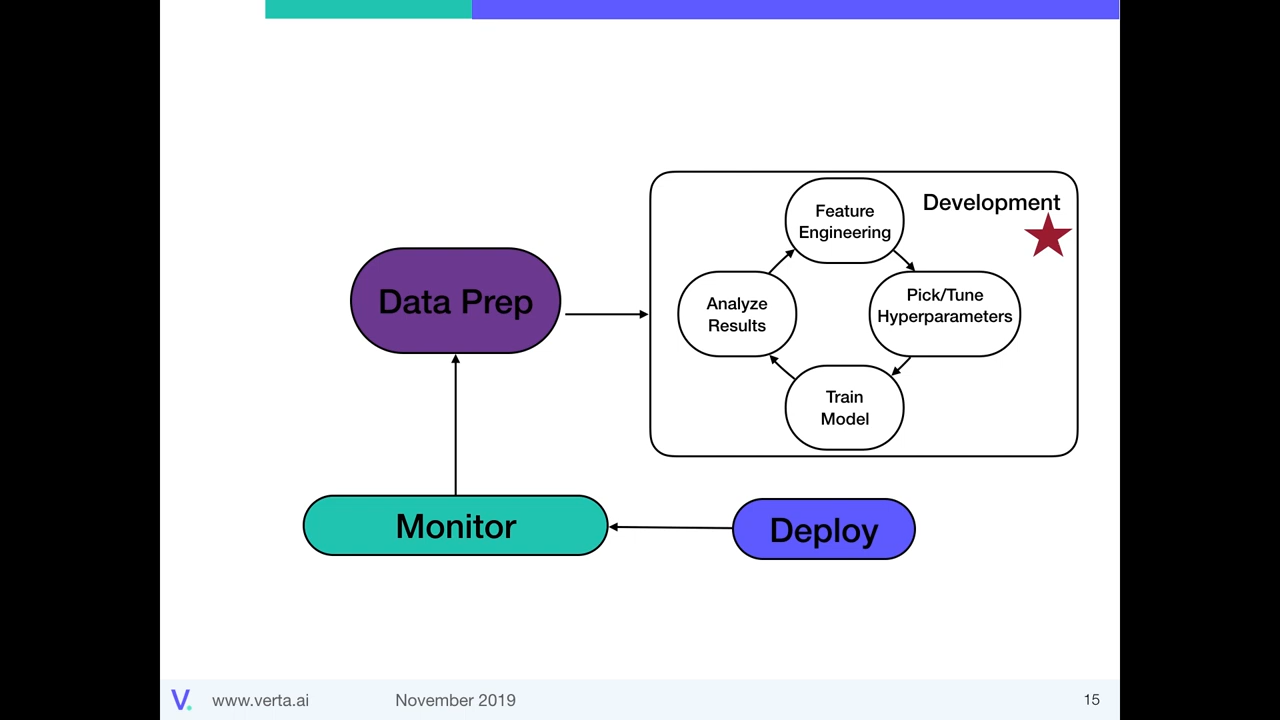 Development
Feature
Engineering
Data Prep
Analyze
Results
Pick/Tune
Hyperparameters
Train
Model
Monitor
Deploy
V.
www.verta.ai
November 2019
15